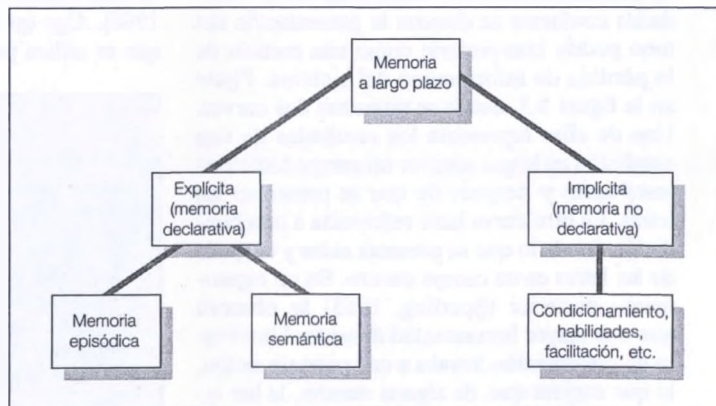 Memoria
a largo plazo
Explícita
(memoria
declarativa)
Implícita
(memoria no
declarativa)
Memoria
episódica
Memoria
semántica
Condicionamiento,
habilidades,
facilitación, etc.